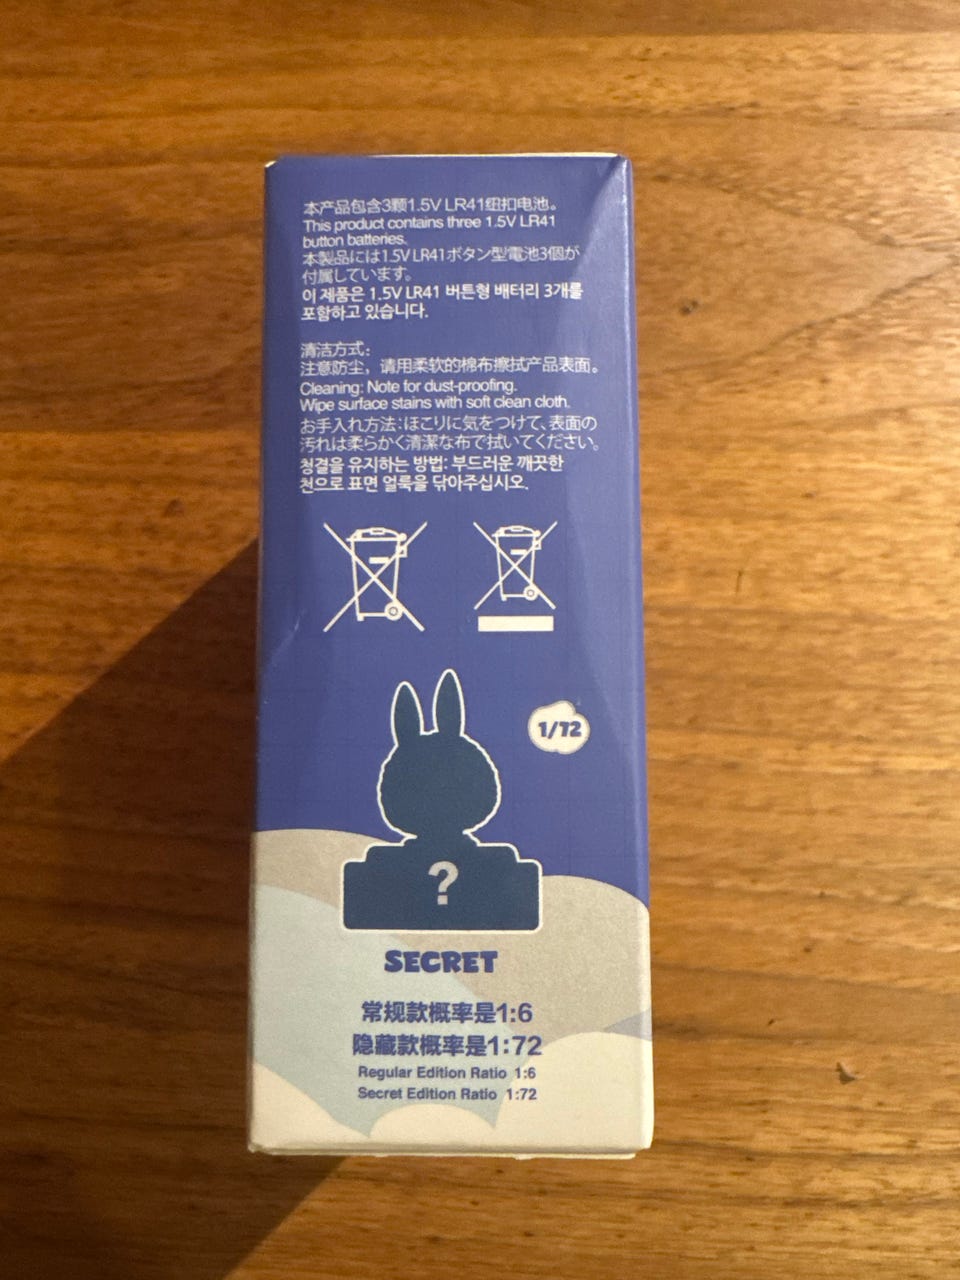 本产品包含3颗1.5V LR41纽扣电池。
This product contains three 1.5V LR41
button batteries.
本製品には1.5V LR41ボタン型電池3個が
付属しています。
이 제품은 1.5V LR41 버튼형 배터리 3개를
포함하고 있습니다.
清洁方式:
注意防尘，请用柔软的棉布擦拭产品表面。
Cleaning: Note for dust-proofing.
Wipe surface stains with soft clean cloth.
お手入れ方法:ほこりに気をつけて、表面の
汚れは柔らかく清潔な布で拭いてください。
청결을 유지하는 방법: 부드러운 깨끗한
천으로 표면 얼룩을 닦아주십시오.
1/72
?
SECRET
常规款概率是1:6
隐藏款概率是1:72
Regular Edition Ratio 1:6
Secret Edition Ratio 1:72